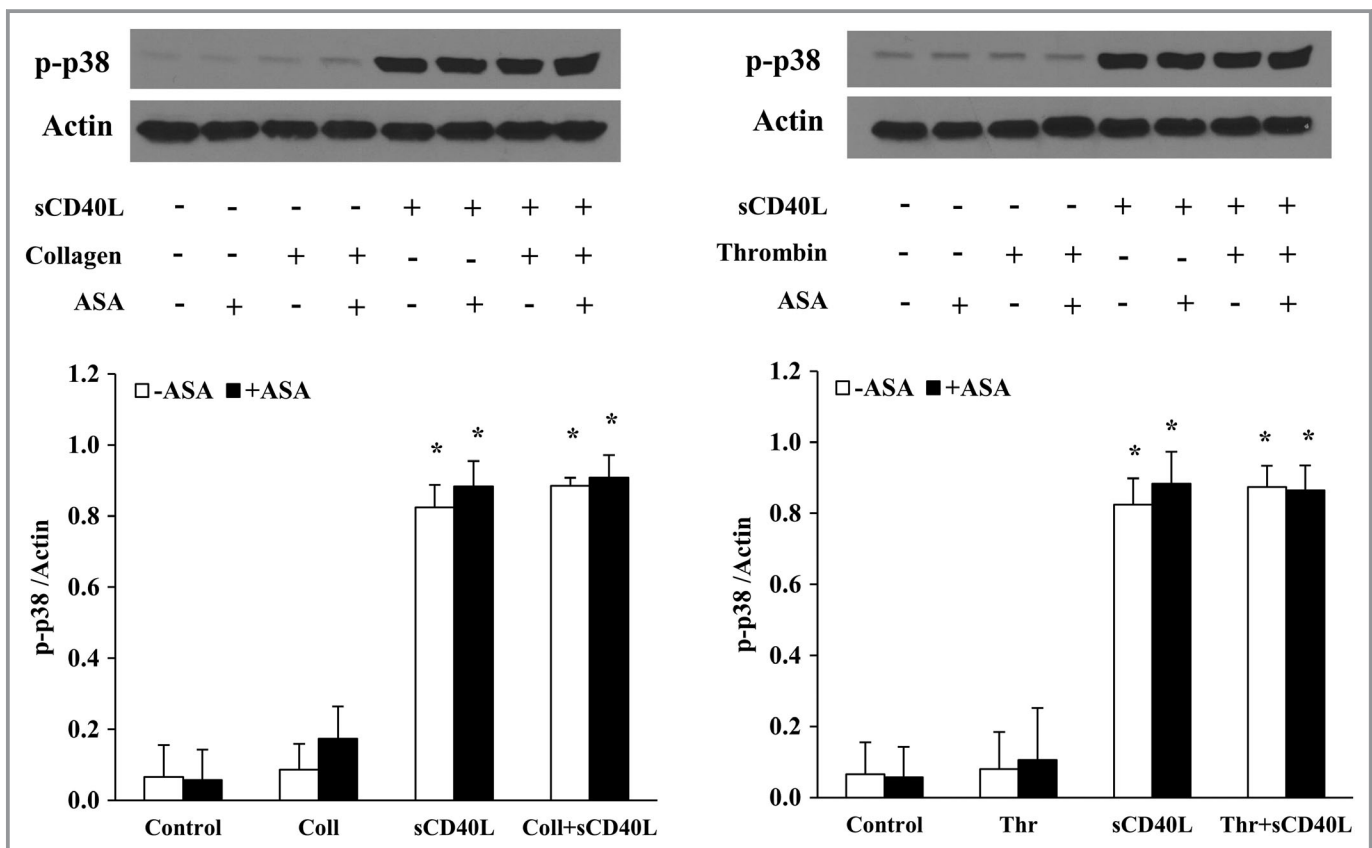 p-p38
Actin
sCD40L - - - - + + + +
Collagen - - + + - - + +
ASA - + - + - + - +
1.2
1.0
0.8
0.6
0.4
0.2
0.0
p-p38 /Actin
-ASA +ASA
* * * *
Control Coll sCD40L Coll+sCD40L
p-p38
Actin
sCD40L - - - - + + + +
Thrombin - - + + - - + +
ASA - + - + - + - +
1.2
1.0
0.8
0.6
0.4
0.2
0.0
p-p38 /Actin
-ASA +ASA
* * * *
Control Thr sCD40L Thr+sCD40L